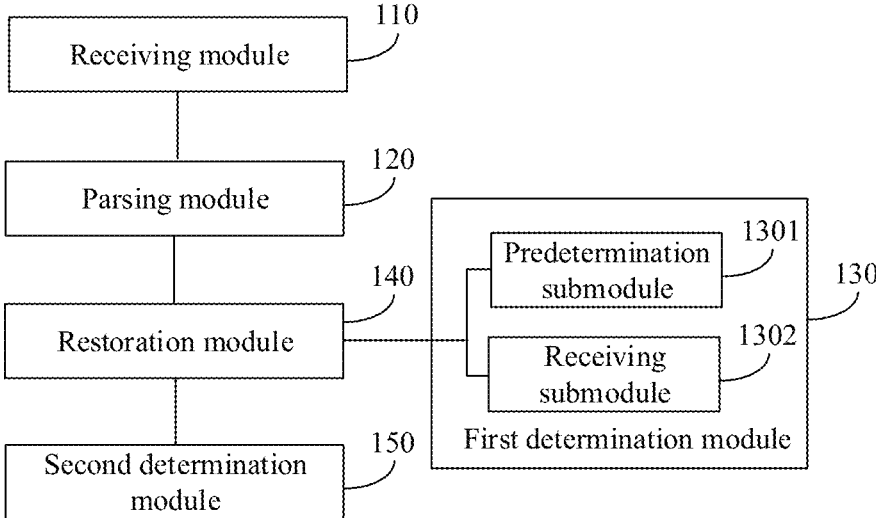 110
Receiving module
120
Parsing module
1301
Predetermination
submodule
130
140
Restoration module
1302
Receiving
submodule
First determination module
150
Second determination
module